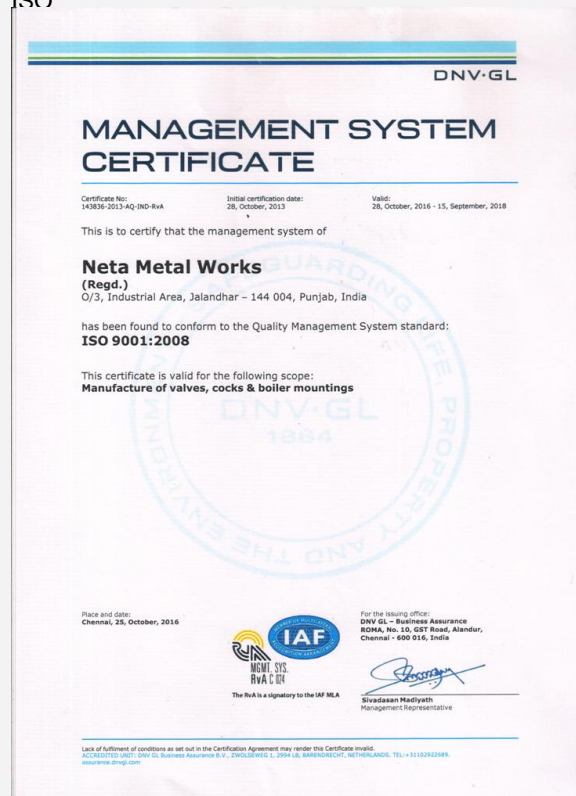 ISO
DNV·GL
MANAGEMENT SYSTEM
CERTIFICATE
Certificate No:
143836-2013-AQ-IND-RvA
Initial certification date:
28, October, 2013
Valid:
28, October, 2016 - 15, September, 2018
This is to certify that the management system of
Neta Metal Works
(Regd.)
O/3, Industrial Area, Jalandhar – 144 004, Punjab, India
has been found to conform to the Quality Management System standard:
ISO 9001:2008
This certificate is valid for the following scope:
Manufacture of valves, cocks & boiler mountings
SAFEGUARDING LIFE, PROPERTY AND THE ENVIRONMENT
DNV·GL
1864
Place and date:
Chennai, 25, October, 2016
IAF
MGMT. SYS.
RvA C 024
The RvA is a signatory to the IAF MLA
For the issuing office:
DNV GL – Business Assurance
ROMA, No. 10, GST Road, Alandur,
Chennai - 600 016, India
Sivadasan Madiyath
Management Representative
Lack of fulfilment of conditions as set out in the Certification Agreement may render this Certificate invalid.
ACCREDITED UNIT: DNV GL Business Assurance B.V., ZWOLSEWEG 1, 2994 LB, BARENDRECHT, NETHERLANDS. TEL:+31102922689.
assurance.dnvgl.com